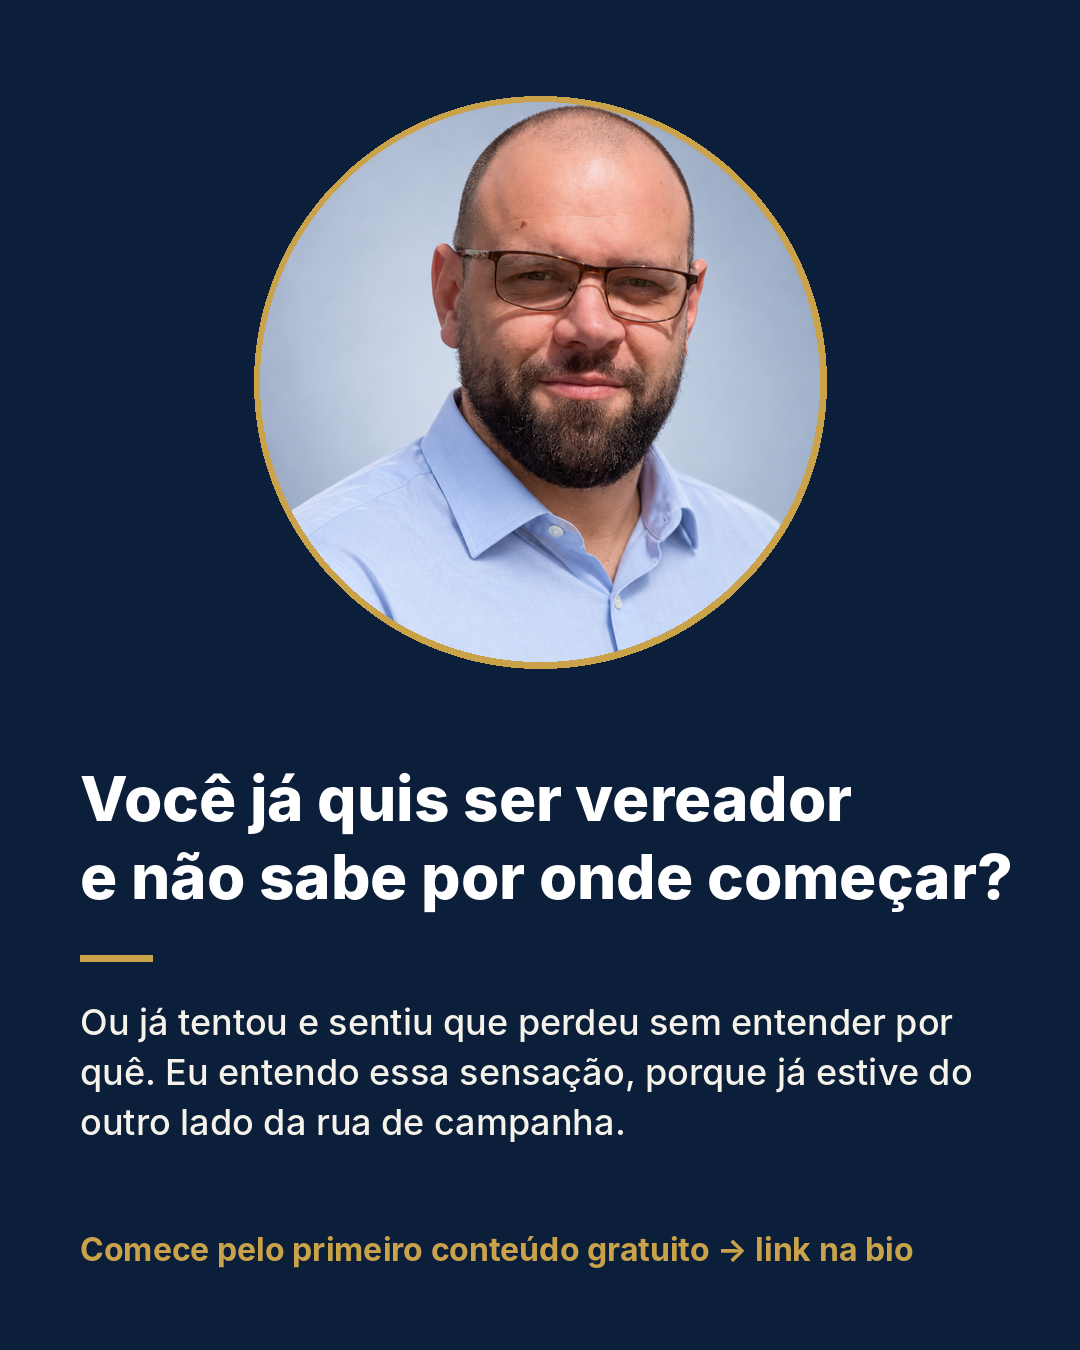 Você já quis ser vereador
e não sabe por onde começar?
Ou já tentou e sentiu que perdeu sem entender por
quê. Eu entendo essa sensação, porque já estive do
outro lado da rua de campanha.
Comece pelo primeiro conteúdo gratuito → link na bio